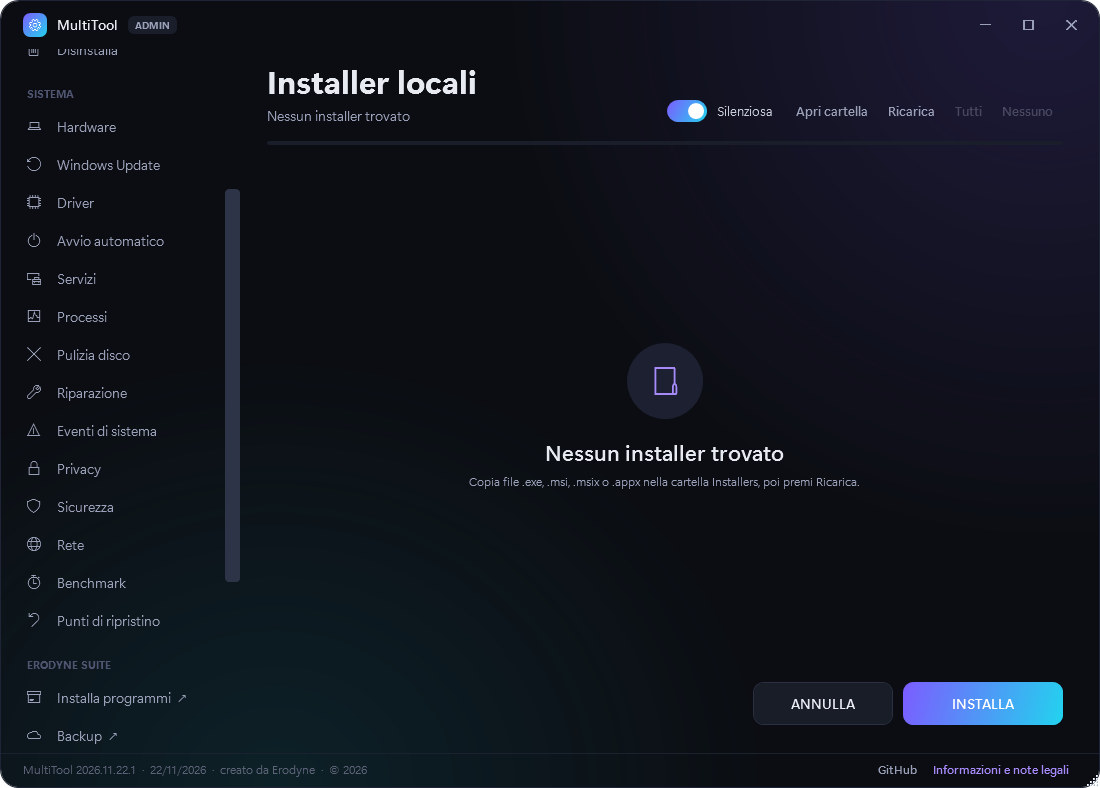 MultiTool ADMIN
Disinstalla
SISTEMA
Hardware
Windows Update
Driver
Avvio automatico
Servizi
Processi
Pulizia disco
Riparazione
Eventi di sistema
Privacy
Sicurezza
Rete
Benchmark
Punti di ripristino
ERODYNE SUITE
Installa programmi ↗
Backup ↗
Installer locali
Nessun installer trovato
Silenziosa Apri cartella Ricarica Tutti Nessuno
Nessun installer trovato
Copia file .exe, .msi, .msix o .appx nella cartella Installers, poi premi Ricarica.
ANNULLA INSTALLA
MultiTool 2026.11.22.1 · 22/11/2026 · creato da Erodyne · © 2026 GitHub Informazioni e note legali